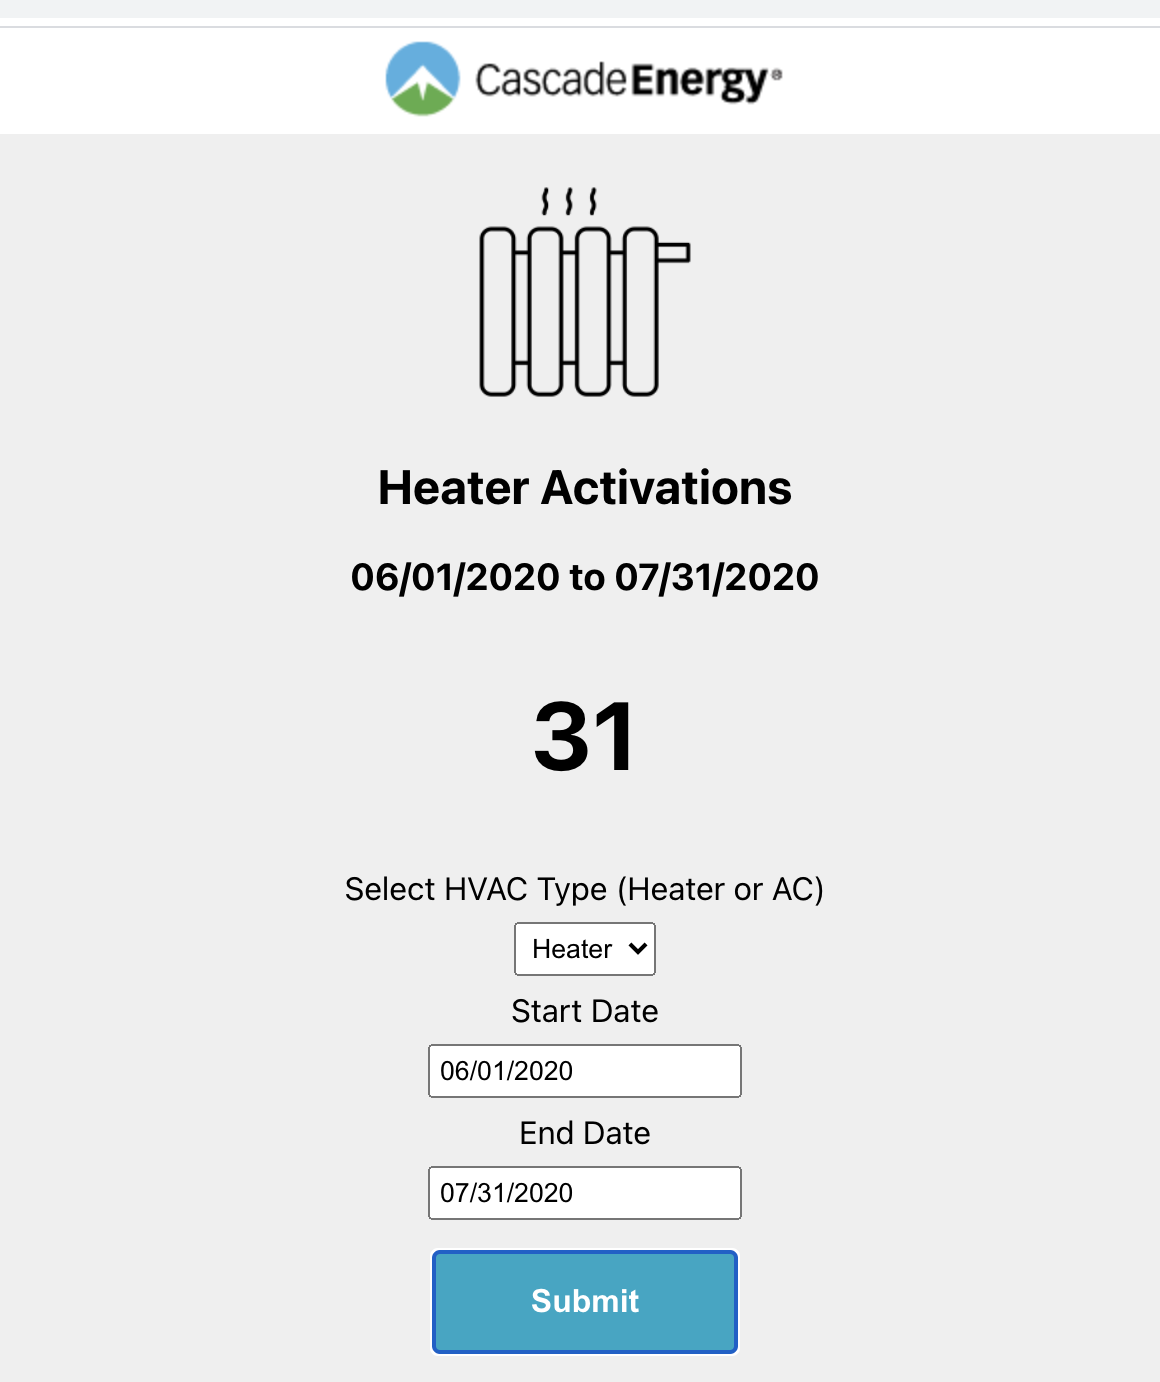 CascadeEnergy®
Heater Activations
06/01/2020 to 07/31/2020
31
Select HVAC Type (Heater or AC)
Heater
Start Date
06/01/2020
End Date
07/31/2020
Submit